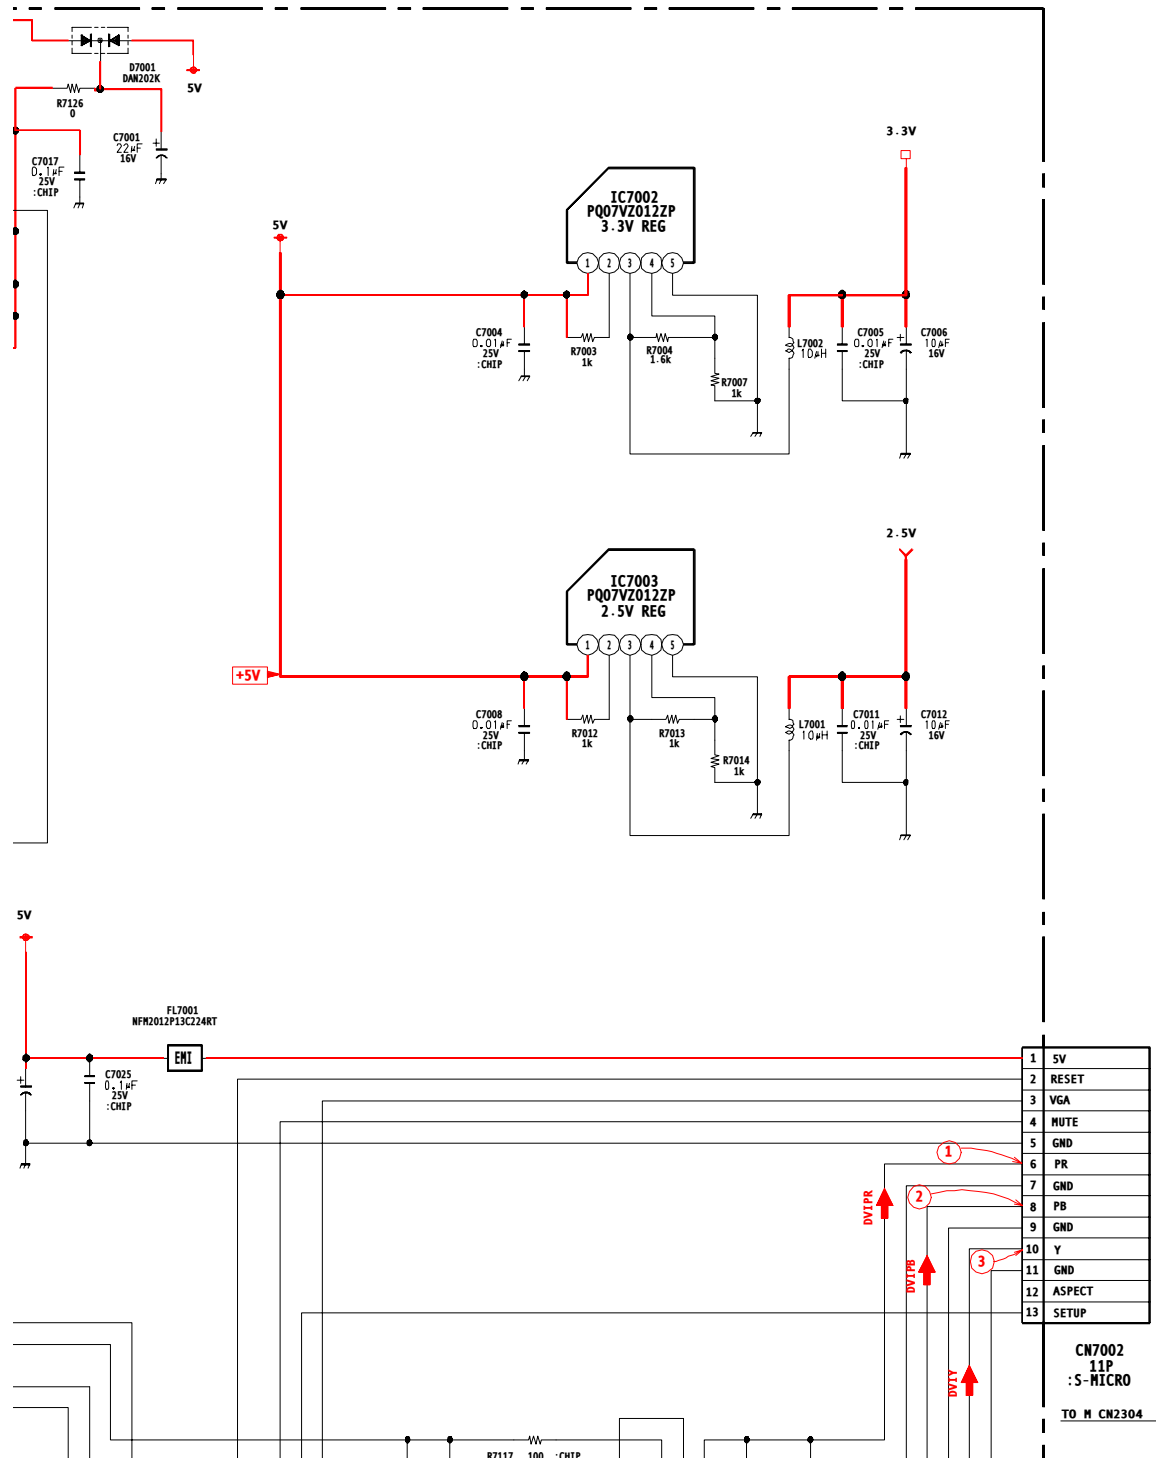 D7001
DAN202K
5V
R7126
0
C7001
22µF
16V
+
C7017
0.1µF
25V
:CHIP
3.3V
IC7002
PQ07VZ012ZP
3.3V REG
1 2 3 4 5
5V
C7004
0.01µF
25V
:CHIP
R7003
1k
R7004
1.6k
R7007
1k
L7002
10µH
C7005
0.01µF
25V
:CHIP
+
C7006
10µF
16V
2.5V
IC7003
PQ07VZ012ZP
2.5V REG
1 2 3 4 5
+5V
C7008
0.01µF
25V
:CHIP
R7012
1k
R7013
1k
R7014
1k
L7001
10µH
C7011
0.01µF
25V
:CHIP
+
C7012
10µF
16V
5V
FL7001
NFM2012P13C224RT
EMI
+
C7025
0.1µF
25V
:CHIP
1 5V
2 RESET
3 VGA
4 MUTE
5 GND
6 PR
7 GND
8 PB
9 GND
10 Y
11 GND
12 ASPECT
13 SETUP
1
2
3
DVIPR
DVIPB
DVIY
CN7002
11P
:S-MICRO
TO M CN2304
R7117 100 :CHIP